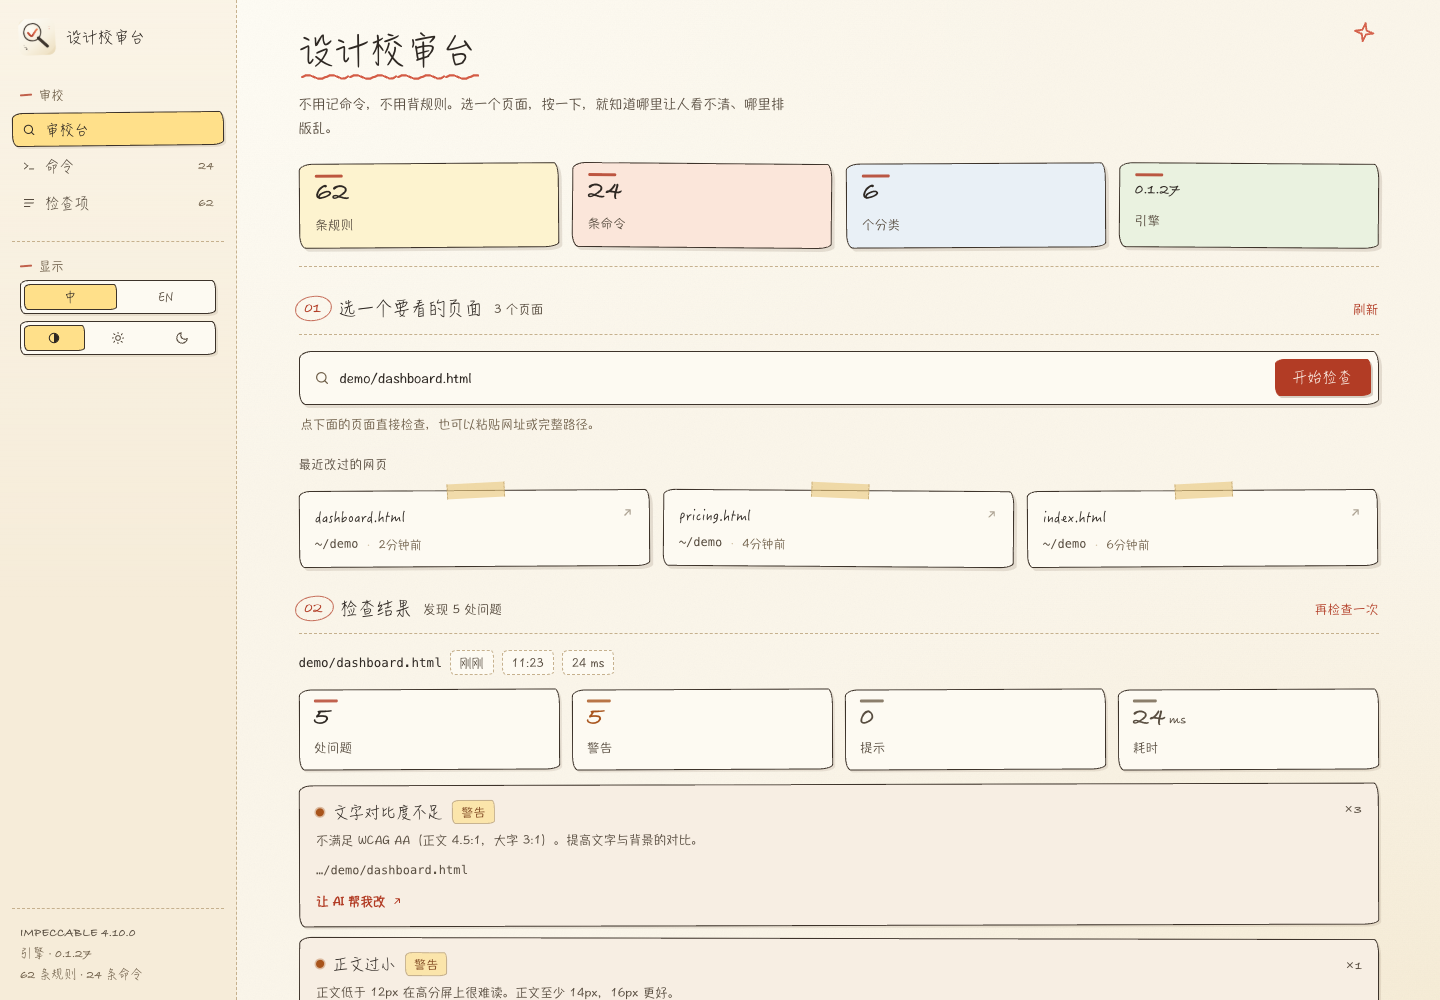 设计校审台
审校
审校台
命令 24
检查项 62
显示
中 EN
IMPECCABLE 4.10.0
引擎 · 0.1.27
62 条规则 · 24 条命令
设计校审台
不用记命令，不用背规则。选一个页面，按一下，就知道哪里让人看不清、哪里排
版乱。
62
条规则
24
条命令
6
个分类
0.1.27
引擎
01 选一个要看的页面 3 个页面 刷新
demo/dashboard.html 开始检查
点下面的页面直接检查，也可以粘贴网址或完整路径。
最近改过的网页
dashboard.html
~/demo · 2分钟前
pricing.html
~/demo · 4分钟前
index.html
~/demo · 6分钟前
02 检查结果 发现 5 处问题 再检查一次
demo/dashboard.html 刚刚 11:23 24 ms
5
处问题
5
警告
0
提示
24 ms
耗时
文字对比度不足 警告 ×3
不满足 WCAG AA（正文 4.5:1，大字 3:1）。提高文字与背景的对比。
…/demo/dashboard.html
让 AI 帮我改 ↗
正文过小 警告 ×1
正文低于 12px 在高分屏上很难读。正文至少 14px，16px 更好。